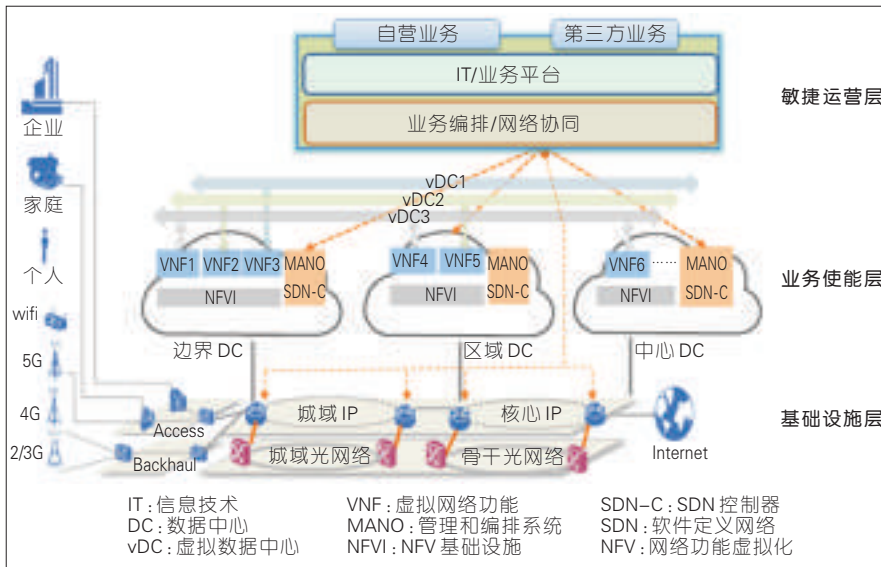 自营业务
第三方业务
IT/业务平台
业务编排/网络协同
敏捷运营层
企业
家庭
个人
wifi
5G
4G
2/3G
vDC1
vDC2
vDC3
VNF1
VNF2
VNF3
MANO
SDN-C
NFVI
边界 DC
VNF4
VNF5
MANO
SDN-C
NFVI
区域 DC
VNF6
……
MANO
SDN-C
NFVI
中心 DC
业务使能层
Access
Backhaul
城域 IP
核心 IP
城域光网络
骨干光网络
Internet
基础设施层
IT:信息技术
DC:数据中心
vDC:虚拟数据中心
VNF:虚拟网络功能
MANO:管理和编排系统
NFVI:NFV 基础设施
SDN-C:SDN 控制器
SDN:软件定义网络
NFV:网络功能虚拟化